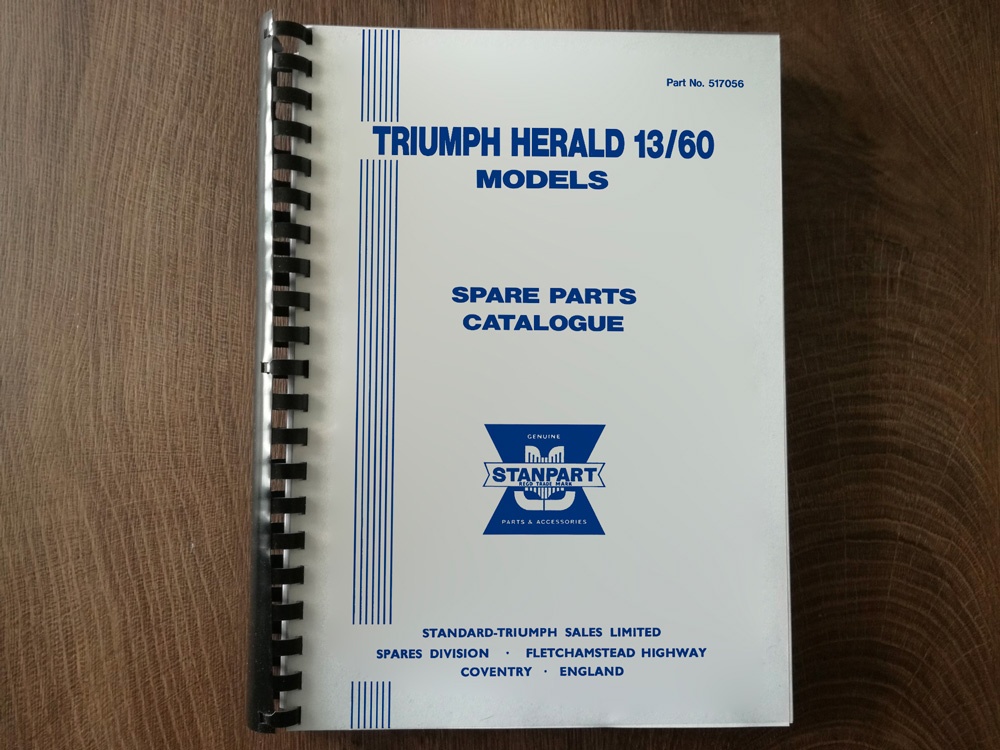 Part No. 517056
TRIUMPH HERALD 13/60
MODELS
SPARE PARTS
CATALOGUE
GENUINE
STANPART
REGD TRADE MARK
PARTS & ACCESSORIES
STANDARD-TRIUMPH SALES LIMITED
SPARES DIVISION · FLETCHAMSTEAD HIGHWAY
COVENTRY · ENGLAND